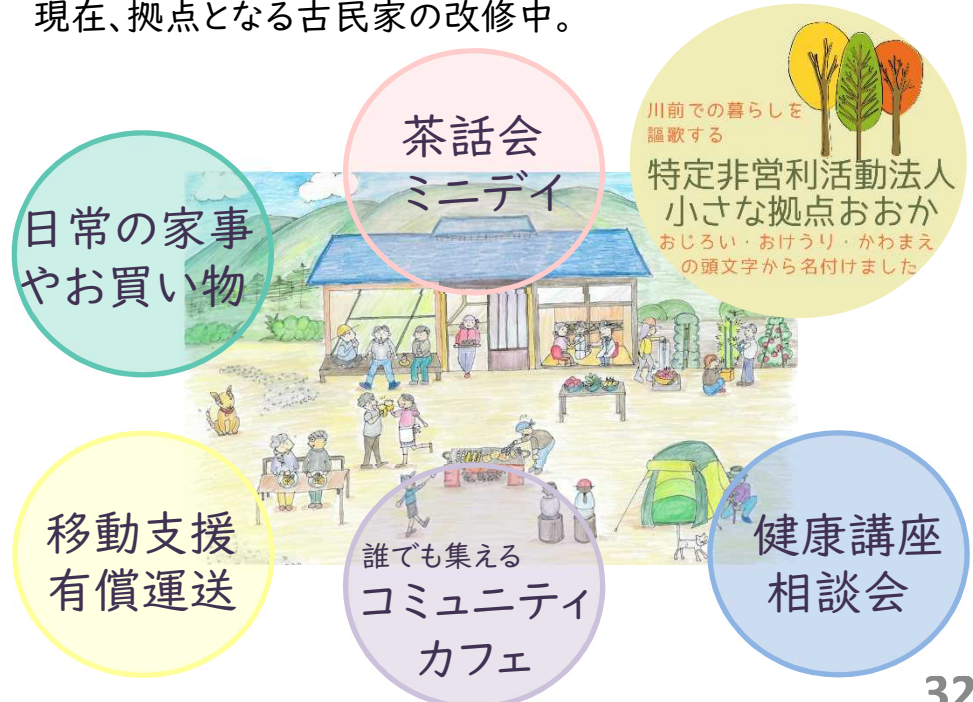 現在、拠点となる古民家の改修中。
茶話会
ミニデイ
川前での暮らしを
謳歌する
特定非営利活動法人
小さな拠点おおか
おじろい・おけうり・かわまえ
の頭文字から名付けました
日常の家事
やお買い物
移動支援
有償運送
誰でも集える
コミュニティ
カフェ
健康講座
相談会
32